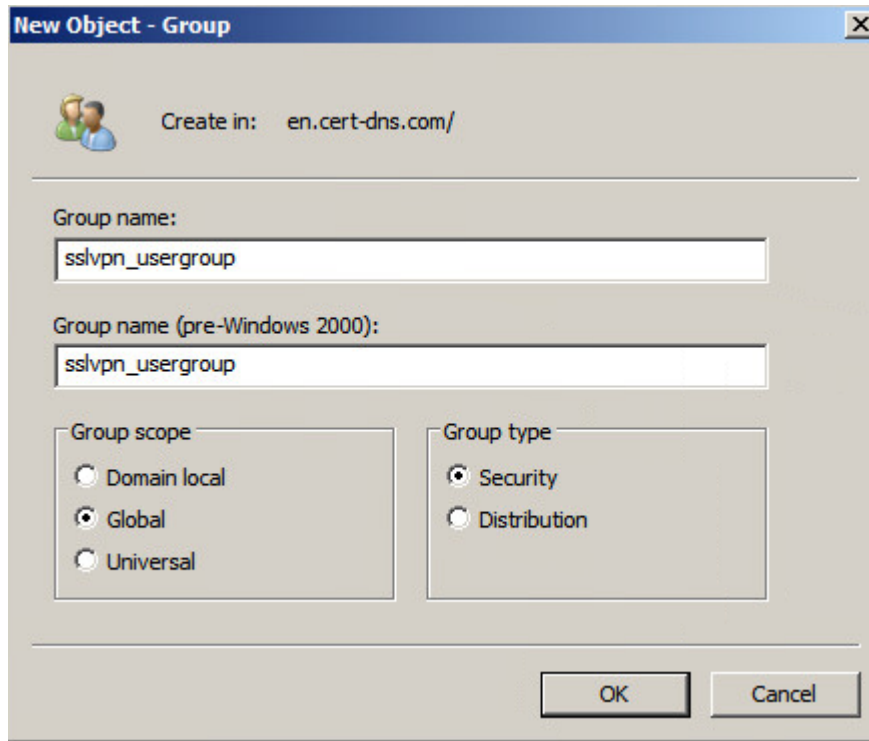 New Object - Group
Create in: en.cert-dns.com/
Group name:
sslvpn_usergroup
Group name (pre-Windows 2000):
sslvpn_usergroup
Group scope
Domain local
Global
Universal
Group type
Security
Distribution
OK
Cancel